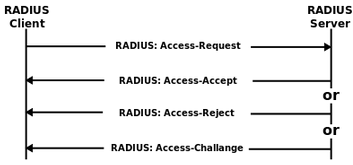 RADIUS
Client
RADIUS
Server
RADIUS: Access-Request
RADIUS: Access-Accept
or
RADIUS: Access-Reject
or
RADIUS: Access-Challange